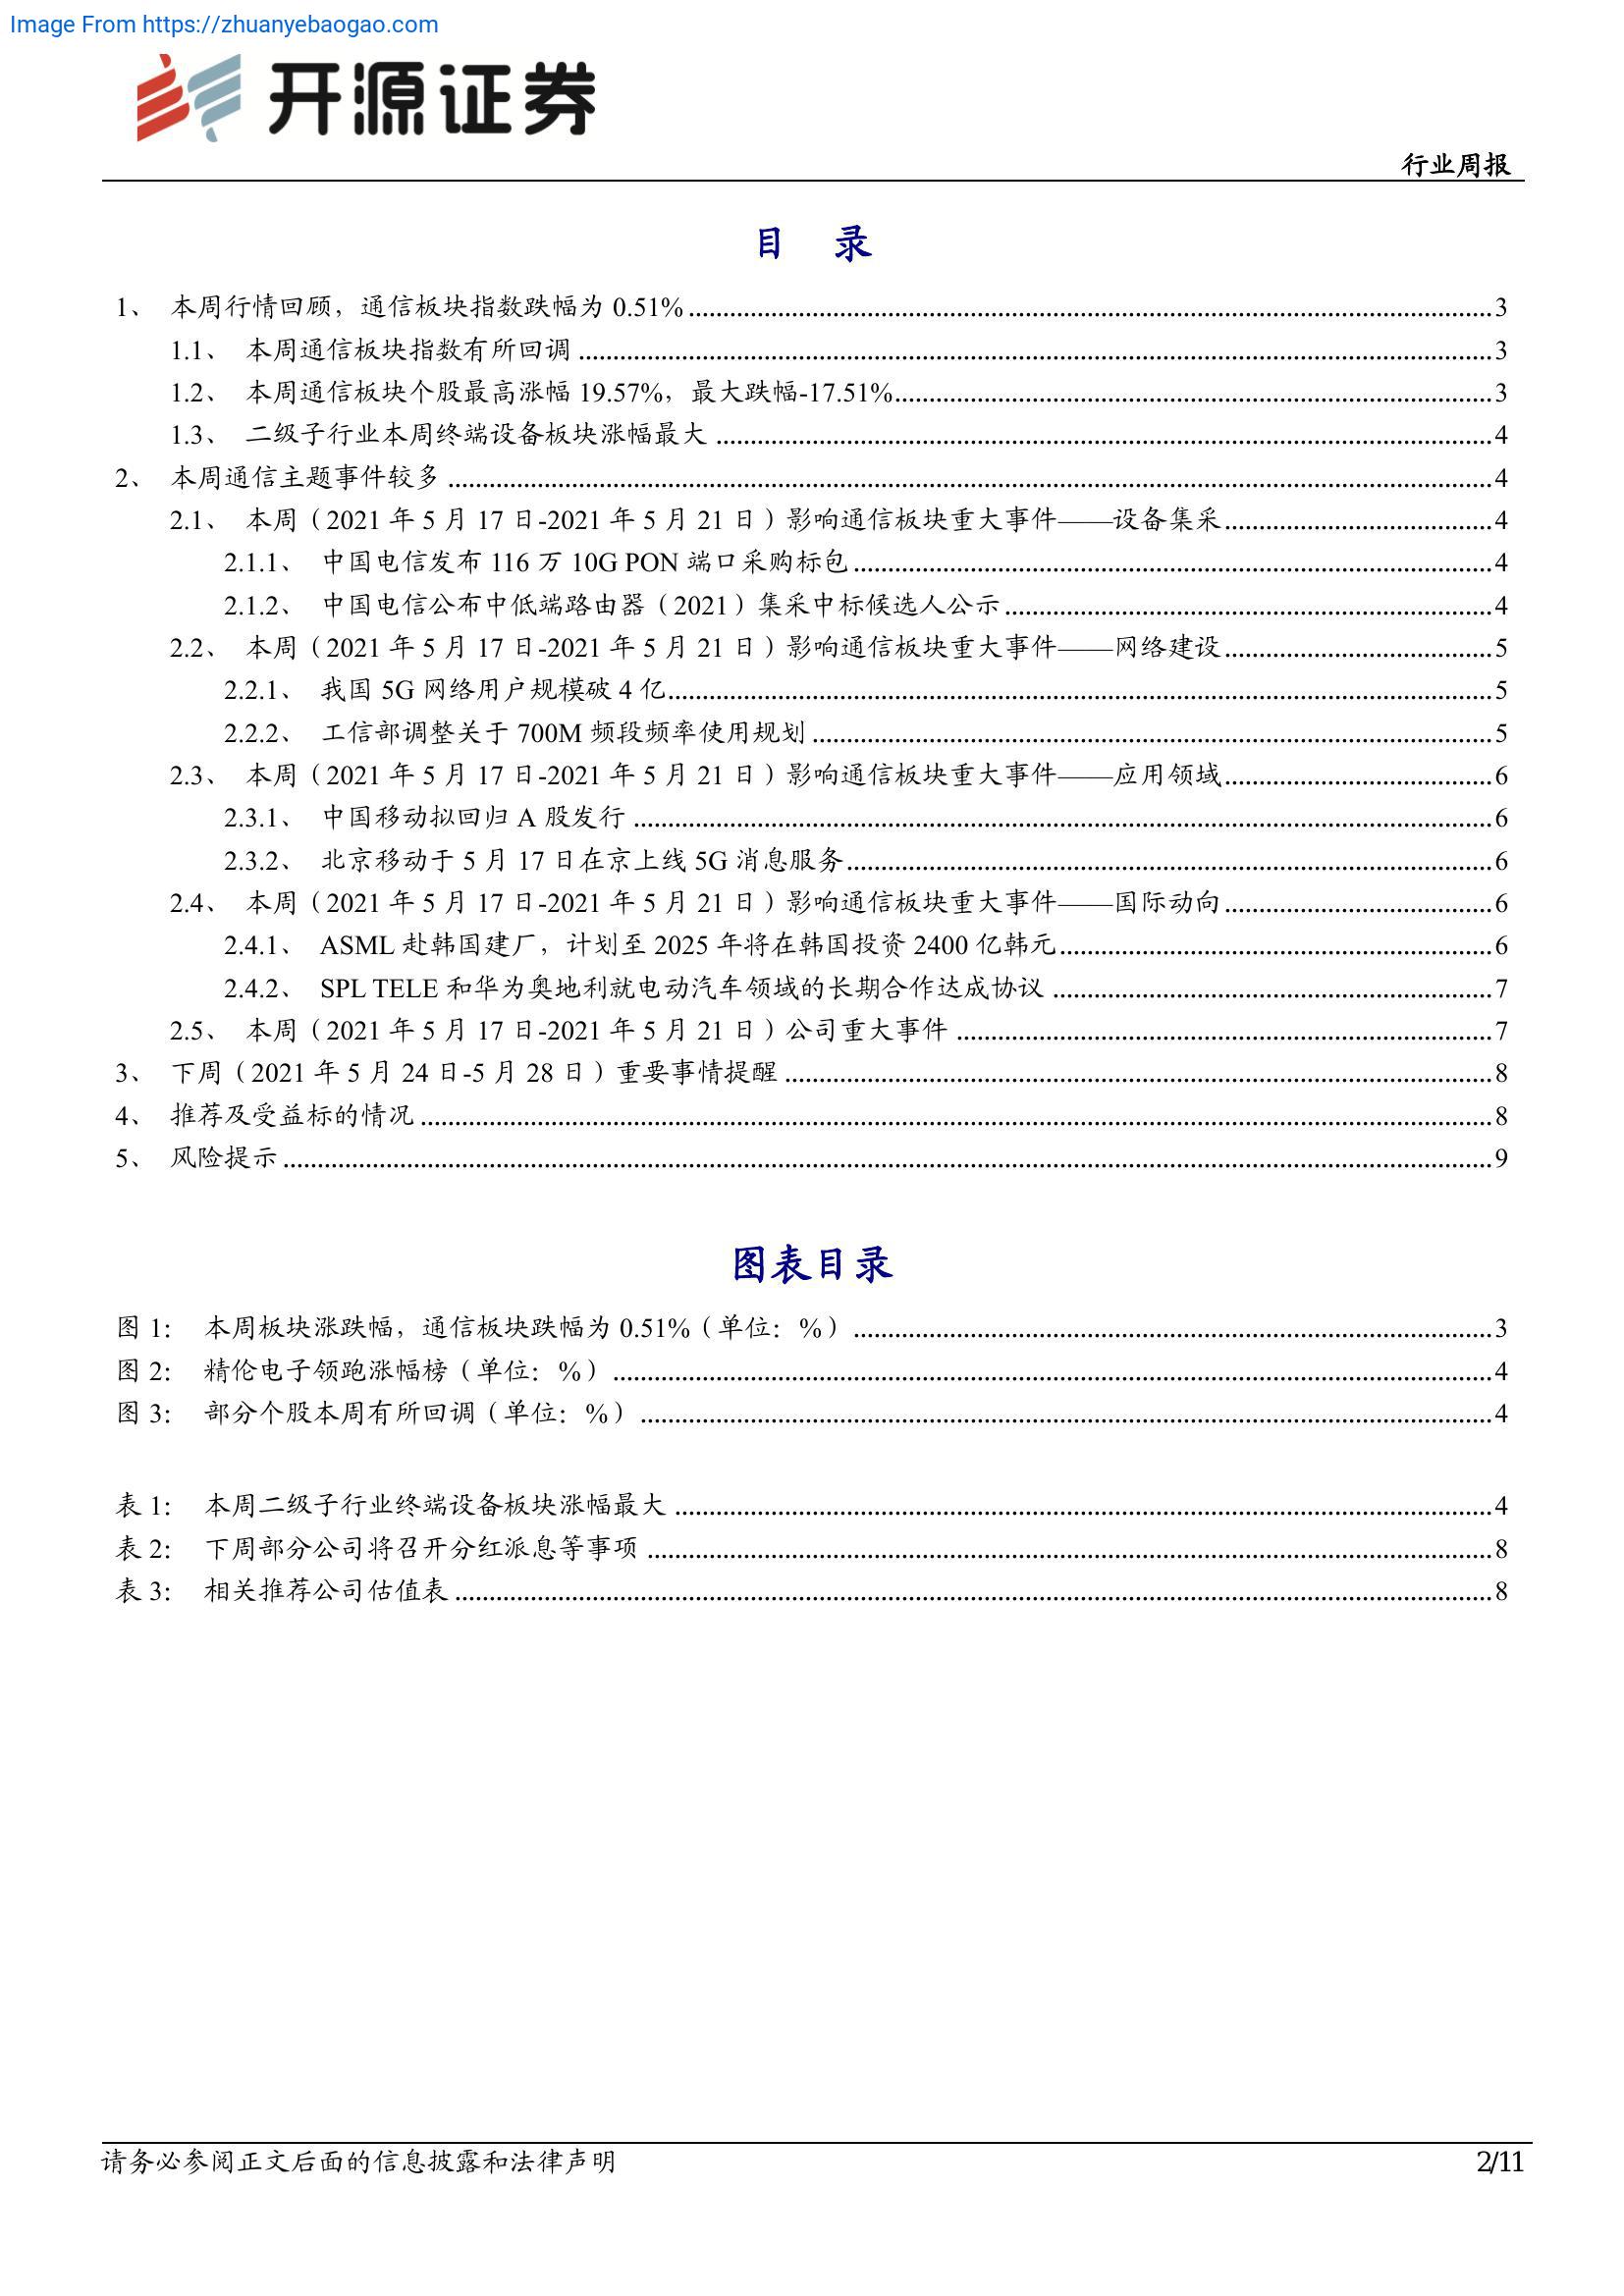 Image From https://zhuanyebaogao.com
开源证券
行业周报
目 录
1、 本周行情回顾，通信板块指数跌幅为 0.51% ........ 3
1.1、 本周通信板块指数有所回调 ........ 3
1.2、 本周通信板块个股最高涨幅 19.57%，最大跌幅-17.51% ........ 3
1.3、 二级子行业本周终端设备板块涨幅最大 ........ 4
2、 本周通信主题事件较多 ........ 4
2.1、 本周（2021 年 5 月 17 日-2021 年 5 月 21 日）影响通信板块重大事件——设备集采 ........ 4
2.1.1、 中国电信发布 116 万 10G PON 端口采购标包 ........ 4
2.1.2、 中国电信公布中低端路由器（2021）集采中标候选人公示 ........ 4
2.2、 本周（2021 年 5 月 17 日-2021 年 5 月 21 日）影响通信板块重大事件——网络建设 ........ 5
2.2.1、 我国 5G 网络用户规模破 4 亿 ........ 5
2.2.2、 工信部调整关于 700M 频段频率使用规划 ........ 5
2.3、 本周（2021 年 5 月 17 日-2021 年 5 月 21 日）影响通信板块重大事件——应用领域 ........ 6
2.3.1、 中国移动拟回归 A 股发行 ........ 6
2.3.2、 北京移动于 5 月 17 日在京上线 5G 消息服务 ........ 6
2.4、 本周（2021 年 5 月 17 日-2021 年 5 月 21 日）影响通信板块重大事件——国际动向 ........ 6
2.4.1、 ASML 赴韩国建厂，计划至 2025 年将在韩国投资 2400 亿韩元 ........ 6
2.4.2、 SPL TELE 和华为奥地利就电动汽车领域的长期合作达成协议 ........ 7
2.5、 本周（2021 年 5 月 17 日-2021 年 5 月 21 日）公司重大事件 ........ 7
3、 下周（2021 年 5 月 24 日-5 月 28 日）重要事情提醒 ........ 8
4、 推荐及受益标的情况 ........ 8
5、 风险提示 ........ 9
图表目录
图 1： 本周板块涨跌幅，通信板块跌幅为 0.51%（单位：%） ........ 3
图 2： 精伦电子领跑涨幅榜（单位：%） ........ 4
图 3： 部分个股本周有所回调（单位：%） ........ 4
表 1： 本周二级子行业终端设备板块涨幅最大 ........ 4
表 2： 下周部分公司将召开分红派息等事项 ........ 8
表 3： 相关推荐公司估值表 ........ 8
请务必参阅正文后面的信息披露和法律声明
2/11